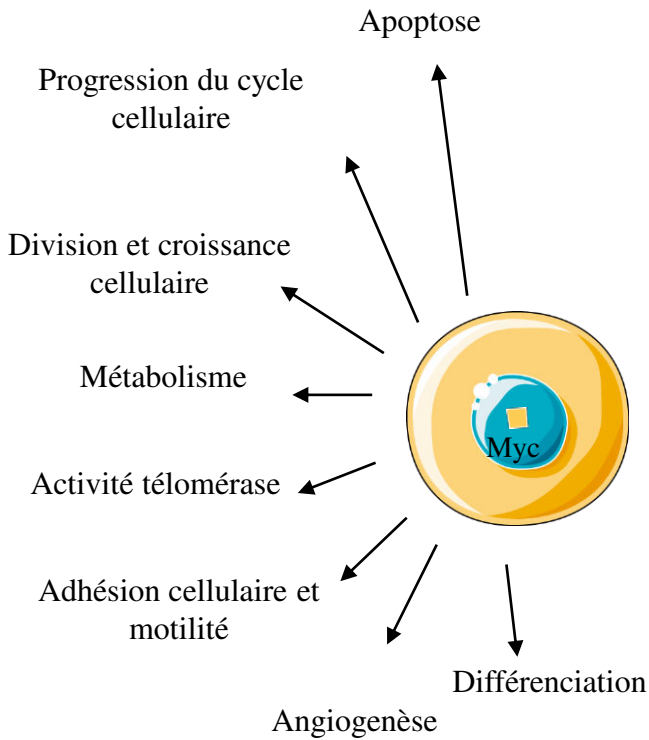 Apoptose
Progression du cycle
cellulaire
Division et croissance
cellulaire
Métabolisme
Myc
Activité télomérase
Adhésion cellulaire et
motilité
Différenciation
Angiogenèse